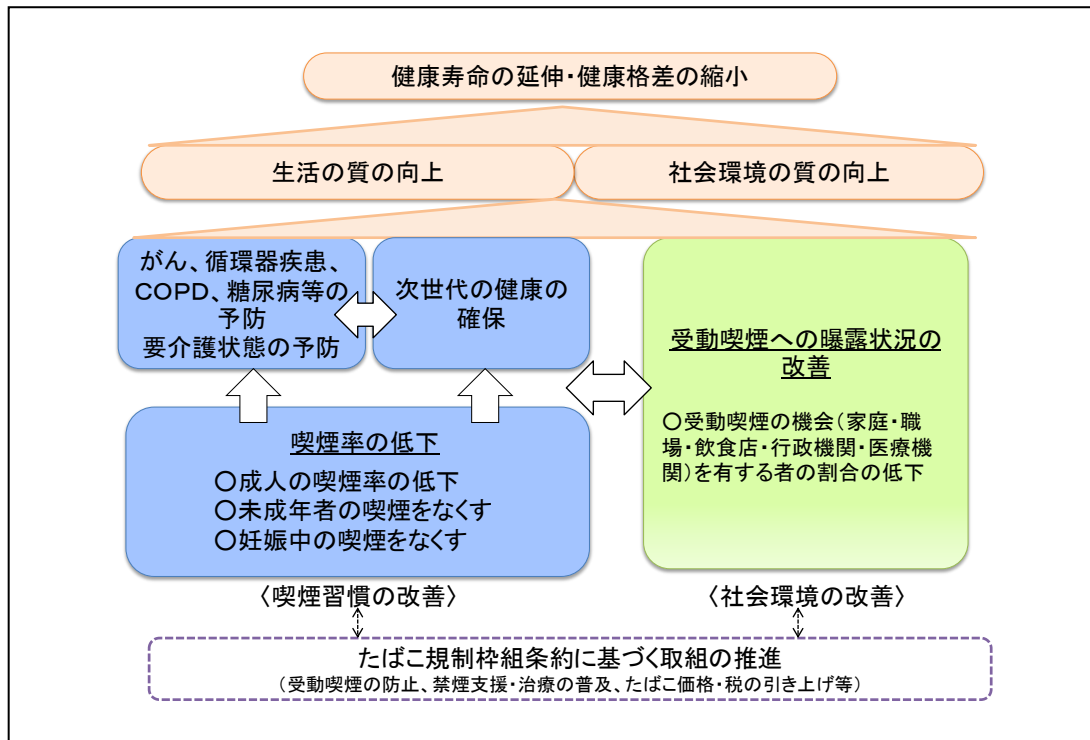 健康寿命の延伸・健康格差の縮小
生活の質の向上
社会環境の質の向上
がん、循環器疾患、
COPD、糖尿病等の
予防
要介護状態の予防
次世代の健康の
確保
喫煙率の低下
○成人の喫煙率の低下
○未成年者の喫煙をなくす
○妊娠中の喫煙をなくす
受動喫煙への曝露状況の
改善
○受動喫煙の機会(家庭・職
場・飲食店・行政機関・医療機
関)を有する者の割合の低下
〈喫煙習慣の改善〉
〈社会環境の改善〉
たばこ規制枠組条約に基づく取組の推進
(受動喫煙の防止、禁煙支援・治療の普及、たばこ価格・税の引き上げ等)